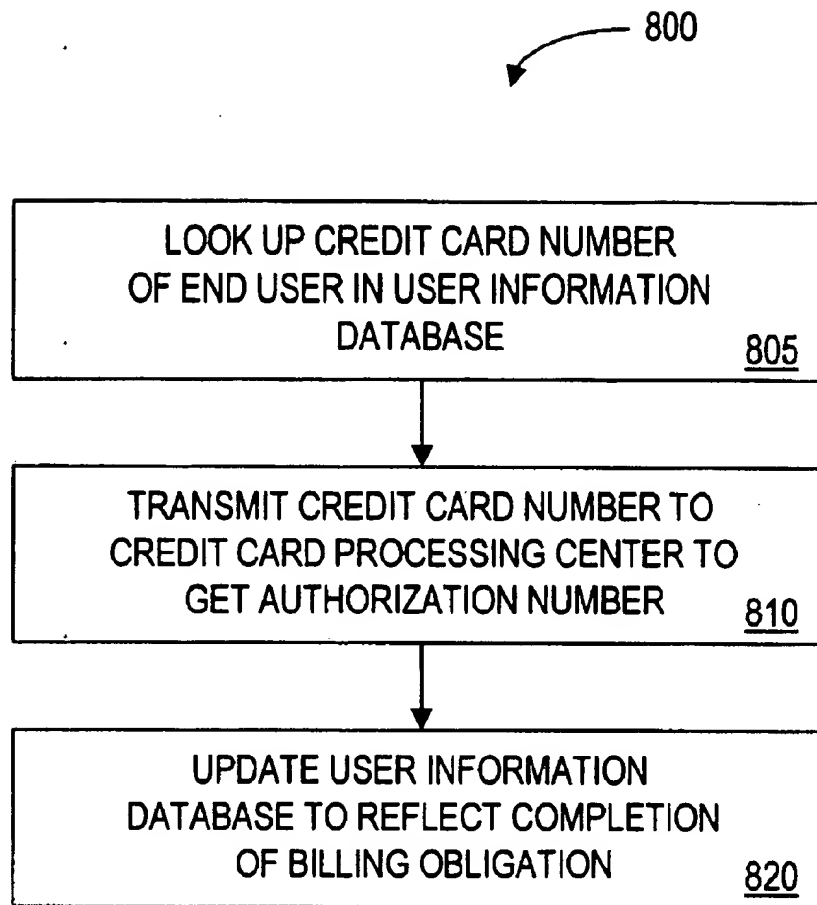 800
LOOK UP CREDIT CARD NUMBER
OF END USER IN USER INFORMATION
DATABASE
805
TRANSMIT CREDIT CARD NUMBER TO
CREDIT CARD PROCESSING CENTER TO
GET AUTHORIZATION NUMBER
810
UPDATE USER INFORMATION
DATABASE TO REFLECT COMPLETION
OF BILLING OBLIGATION
820